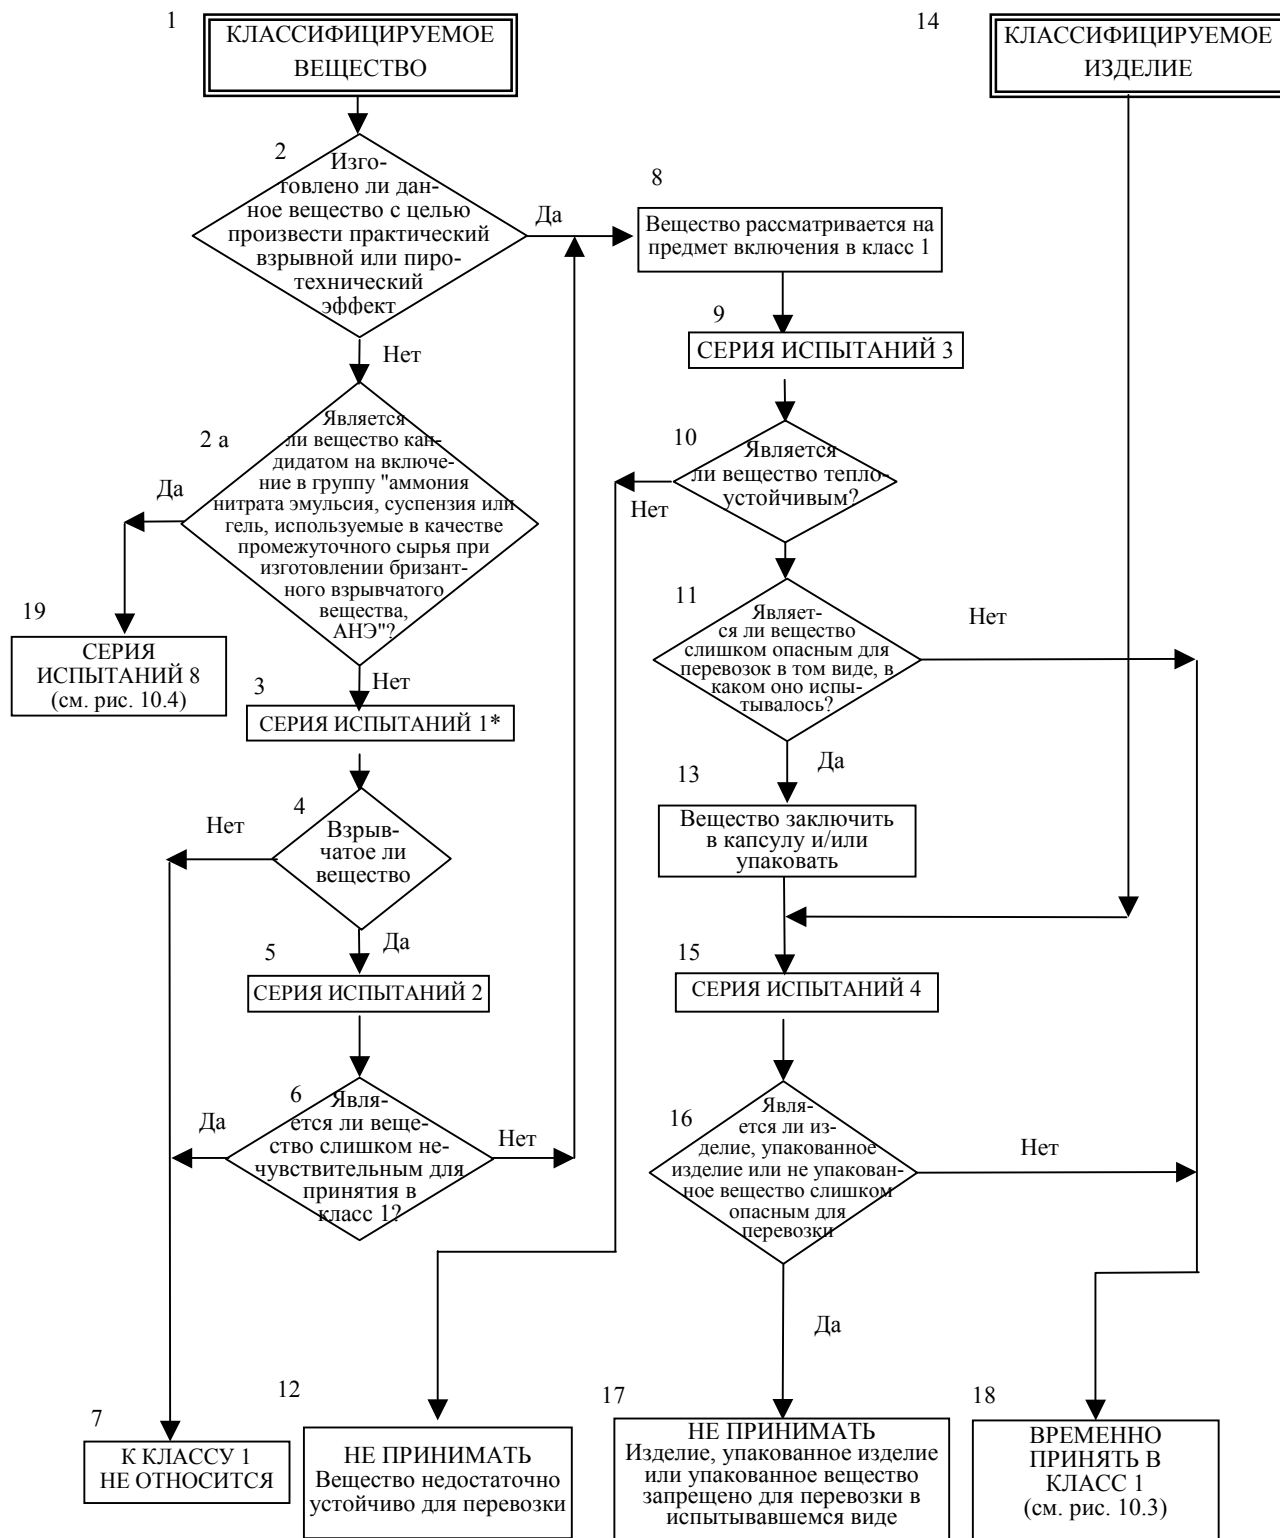 1
КЛАССИФИЦИРУЕМОЕ
ВЕЩЕСТВО
14
КЛАССИФИЦИРУЕМОЕ
ИЗДЕЛИЕ
2
Изго-
товлено ли дан-
ное вещество с целью
произвести практический
взрывной или пиро-
технический
эффект
Да
Нет
8
Вещество рассматривается на
предмет включения в класс 1
9
СЕРИЯ ИСПЫТАНИЙ 3
2 а
Является
ли вещество кан-
дидатом на включе-
ние в группу "аммония
нитрата эмульсия, суспензия или
гель, используемые в качестве
промежуточного сырья при
изготовлении бризант-
ного взрывчатого
вещества,
АНЭ"?
Да
Нет
10
Является
ли вещество тепло-
устойчивым?
Нет
19
СЕРИЯ
ИСПЫТАНИЙ 8
(см. рис. 10.4)
11
Являет-
ся ли вещество
слишком опасным для
перевозок в том виде, в
каком оно испы-
тывалось?
Нет
Да
3
СЕРИЯ ИСПЫТАНИЙ 1*
4
Взрыв-
чатое ли
вещество
Нет
Да
13
Вещество заключить
в капсулу и/или
упаковать
5
СЕРИЯ ИСПЫТАНИЙ 2
15
СЕРИЯ ИСПЫТАНИЙ 4
6
Явля-
ется ли веще-
ство слишком не-
чувствительным для
принятия в
класс 1?
Да
Нет
16
Являет-
ся ли из-
делие, упакованное
изделие или не упакован-
ное вещество слишком
опасным для
перевозки
Нет
Да
7
К КЛАССУ 1
НЕ ОТНОСИТСЯ
12
НЕ ПРИНИМАТЬ
Вещество недостаточно
устойчиво для перевозки
17
НЕ ПРИНИМАТЬ
Изделие, упакованное изделие
или упакованное вещество
запрещено для перевозки в
испытывавшемся виде
18
ВРЕМЕННО
ПРИНЯТЬ В
КЛАСС 1
(см. рис. 10.3)